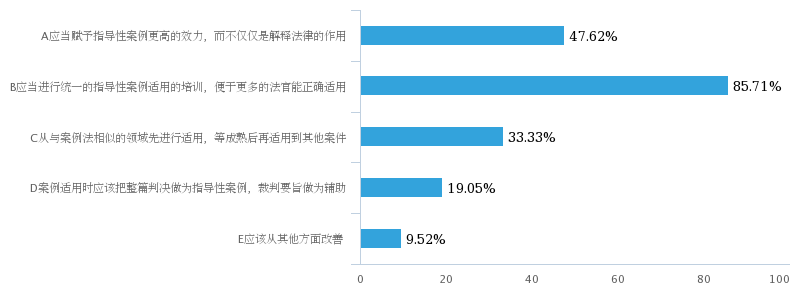 A应当赋予指导性案例更高的效力，而不仅仅是解释法律的作用
47.62%
B应当进行统一的指导性案例适用的培训，便于更多的法官能正确适用
85.71%
C从与案例法相似的领域先进行适用，等成熟后再适用到其他案件
33.33%
D案例适用时应该把整篇判决做为指导性案例，裁判要旨做为辅助
19.05%
E应该从其他方面改善
9.52%
0 20 40 60 80 100